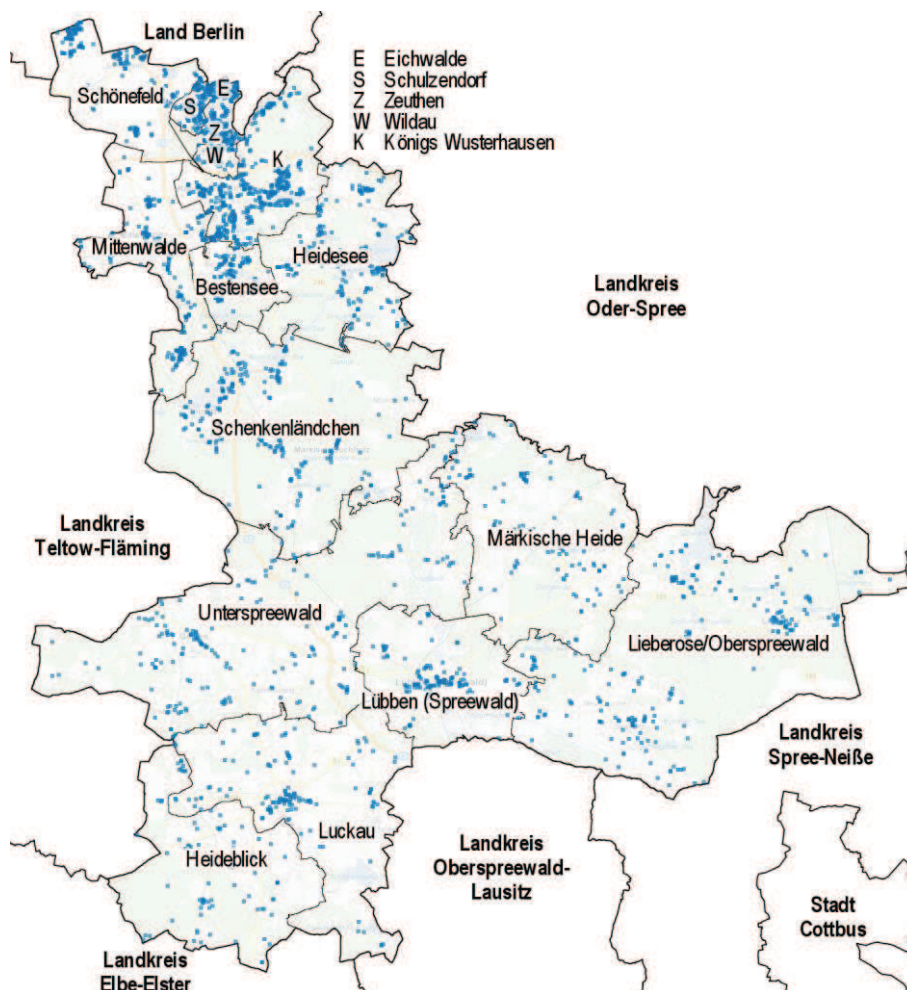 Land Berlin
E Eichwalde
S Schulzendorf
Z Zeuthen
W Wildau
K Königs Wusterhausen
Schönefeld
E
S
Z
W
K
Mittenwalde
Heidesee
Bestensee
Landkreis
Oder-Spree
Schenkenländchen
Landkreis
Teltow-Fläming
Märkische Heide
Unterspreewald
Lieberose/Oberspreewald
Lübben (Spreewald)
Landkreis
Spree-Neiße
Luckau
Heideblick
Landkreis
Oberspreewald-
Lausitz
Stadt
Cottbus
Landkreis
Elbe-Elster